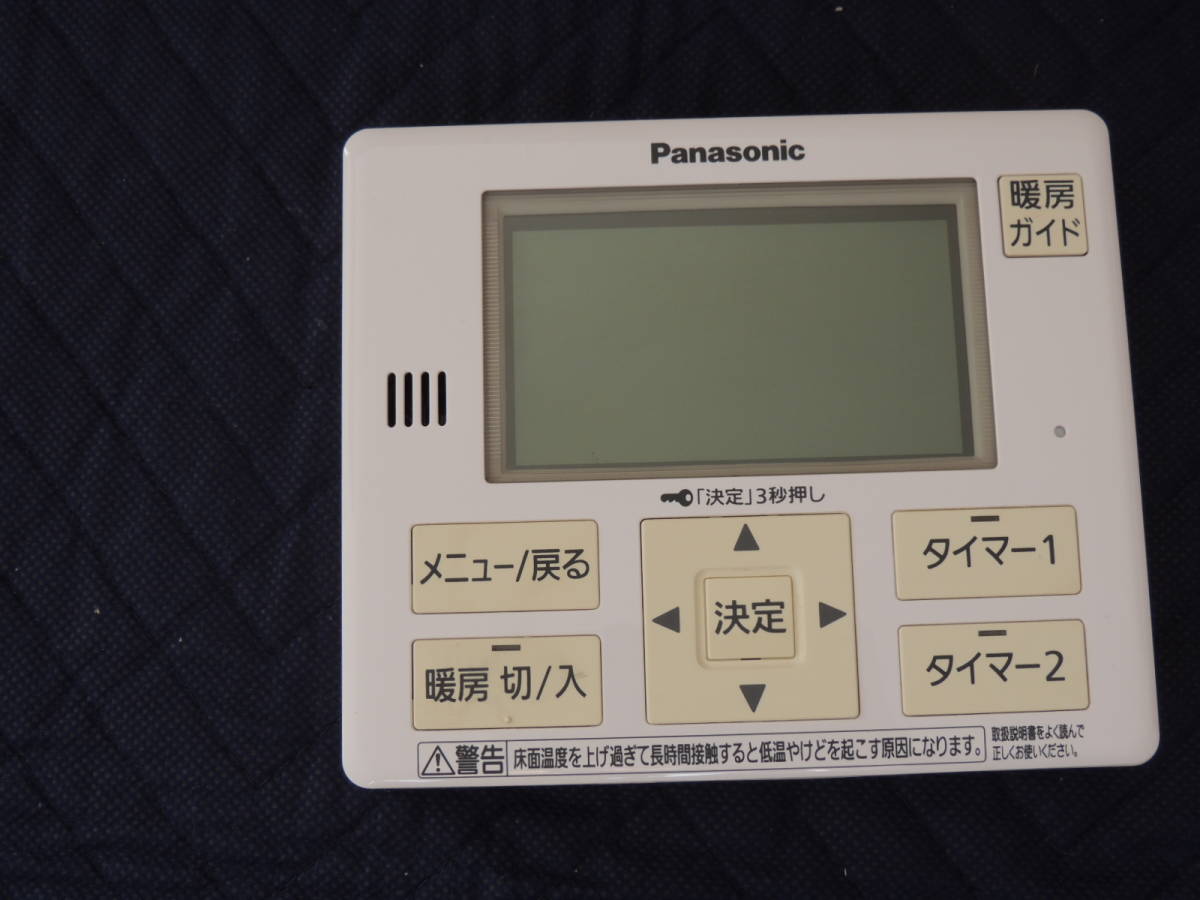 Panasonic
暖房
ガイド
「決定」3秒押し
メニュー/戻る
▲
◀
決定
▶
▼
タイマー1
暖房 切/入
タイマー2
警告 床面温度を上げ過ぎて長時間接触すると低温やけどを起こす原因になります。
取扱説明書をよく読んで
正しくお使いください。